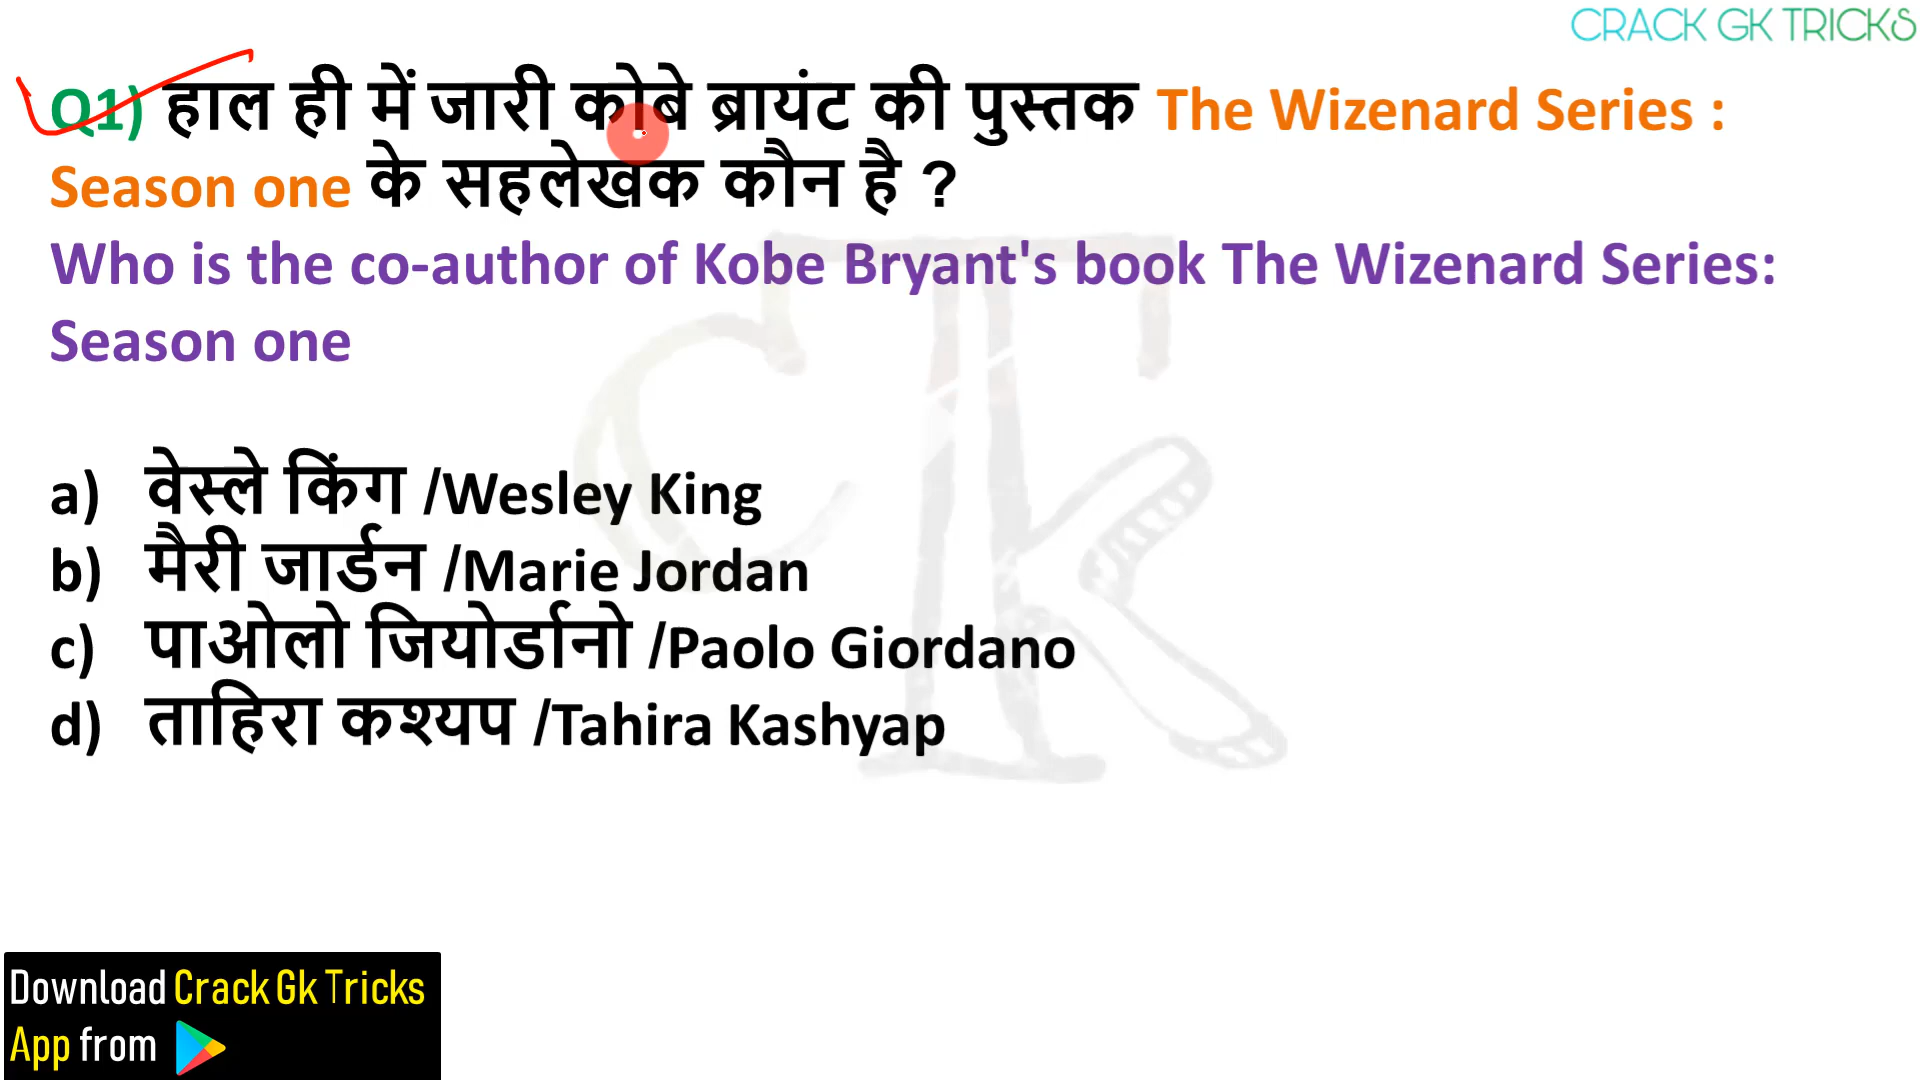 CRACK GK TRICKS
Q1) हाल ही में जारी कोबे ब्रायंट की पुस्तक The Wizenard Series :
Season one के सहलेखक कौन है ?
Who is the co-author of Kobe Bryant's book The Wizenard Series:
Season one
a) वेस्ले किंग /Wesley King
b) मैरी जार्डन /Marie Jordan
c) पाओलो जियोर्डानो /Paolo Giordano
d) ताहिरा कश्यप /Tahira Kashyap
Download Crack Gk Tricks
App from